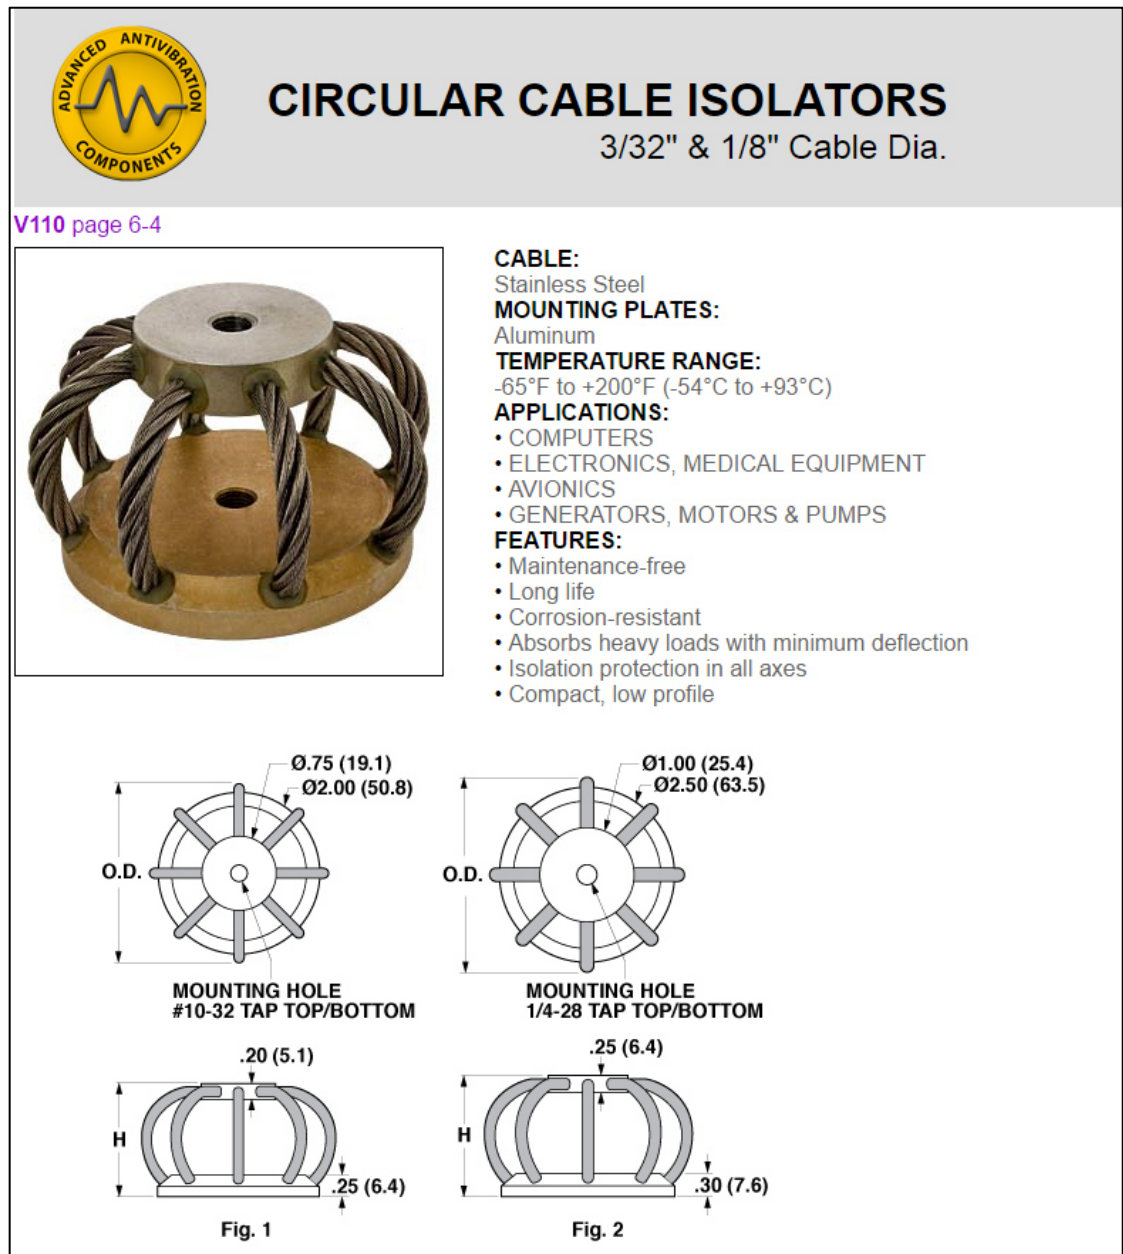 ADVANCED ANTIVIBRATION
COMPONENTS
CIRCULAR CABLE ISOLATORS
3/32" & 1/8" Cable Dia.
V110 page 6-4
CABLE:
Stainless Steel
MOUNTING PLATES:
Aluminum
TEMPERATURE RANGE:
-65°F to +200°F (-54°C to +93°C)
APPLICATIONS:
• COMPUTERS
• ELECTRONICS, MEDICAL EQUIPMENT
• AVIONICS
• GENERATORS, MOTORS & PUMPS
FEATURES:
• Maintenance-free
• Long life
• Corrosion-resistant
• Absorbs heavy loads with minimum deflection
• Isolation protection in all axes
• Compact, low profile
Ø.75 (19.1)
Ø2.00 (50.8)
O.D.
MOUNTING HOLE
#10-32 TAP TOP/BOTTOM
Ø1.00 (25.4)
Ø2.50 (63.5)
O.D.
MOUNTING HOLE
1/4-28 TAP TOP/BOTTOM
.20 (5.1)
H
.25 (6.4)
Fig. 1
.25 (6.4)
H
.30 (7.6)
Fig. 2